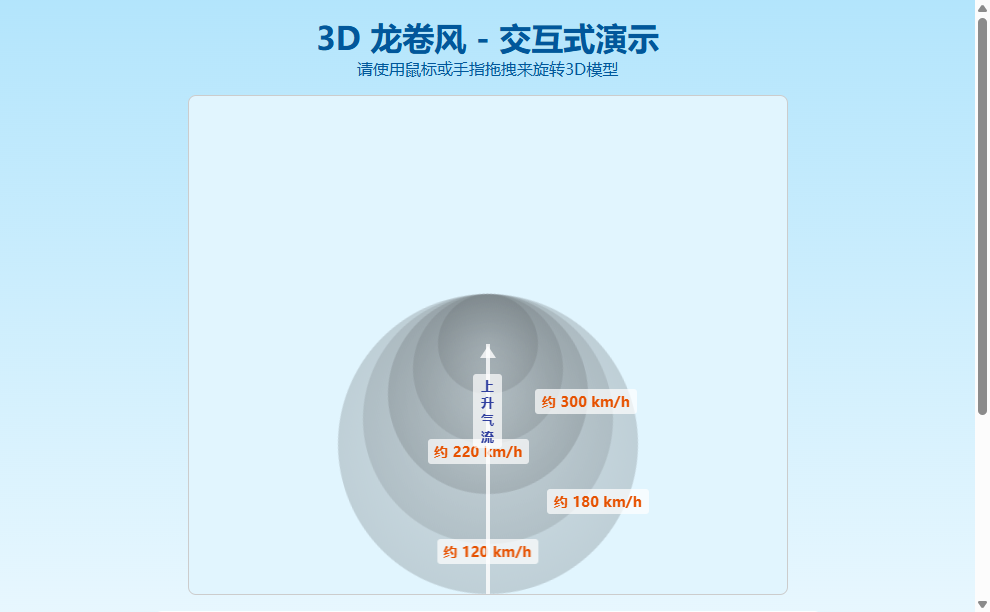 3D 龙卷风 - 交互式演示
请使用鼠标或手指拖拽来旋转3D模型
上
升
气
流
约 300 km/h
约 220 km/h
约 180 km/h
约 120 km/h